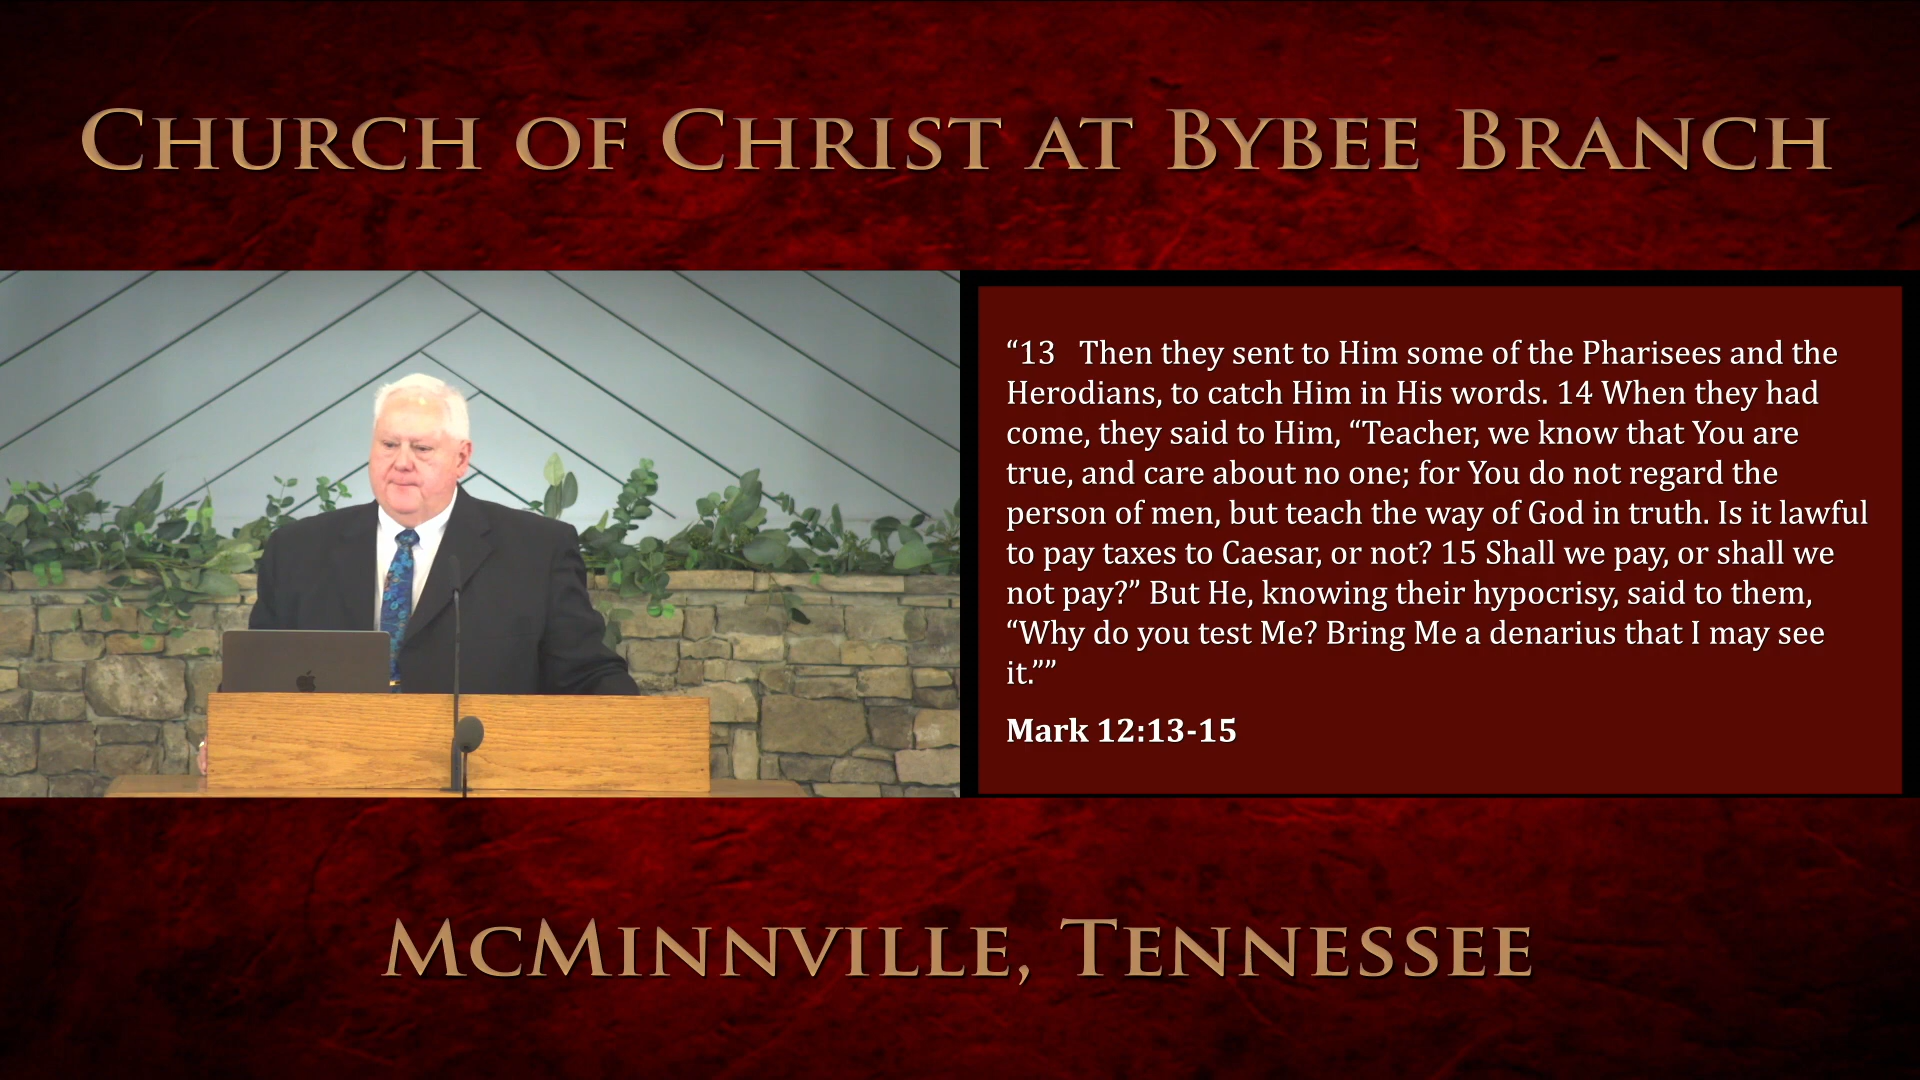 CHURCH OF CHRIST AT BYBEE BRANCH
“13 Then they sent to Him some of the Pharisees and the
Herodians, to catch Him in His words. 14 When they had
come, they said to Him, “Teacher, we know that You are
true, and care about no one; for You do not regard the
person of men, but teach the way of God in truth. Is it lawful
to pay taxes to Caesar, or not? 15 Shall we pay, or shall we
not pay?” But He, knowing their hypocrisy, said to them,
“Why do you test Me? Bring Me a denarius that I may see
it.””
Mark 12:13-15
MCMINNVILLE, TENNESSEE